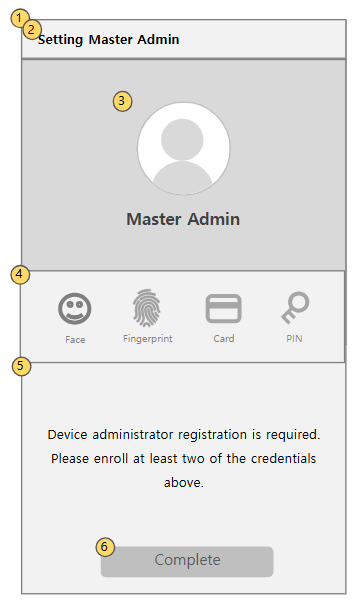 1
2
Setting Master Admin
3
Master Admin
4
Face Fingerprint Card PIN
5
Device administrator registration is required.
Please enroll at least two of the credentials
above.
6
Complete